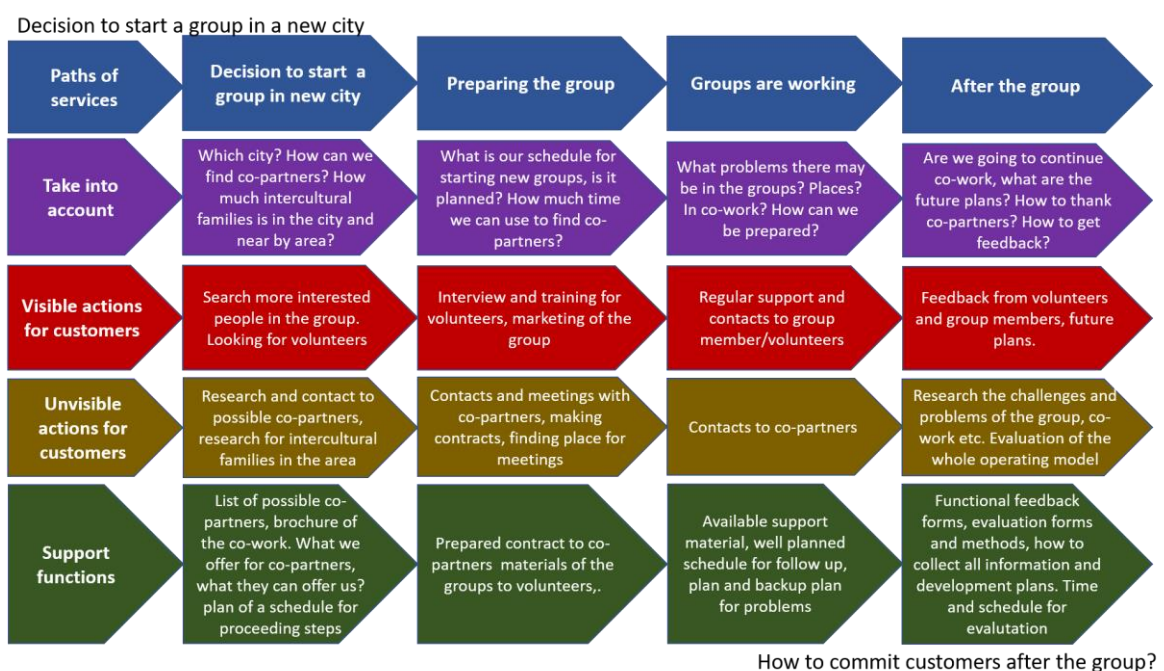 Decision to start a group in a new city
Paths of
services
Decision to start a
group in new city
Preparing the group
Groups are working
After the group
Take into
account
Which city? How can we
find co-partners? How
much intercultural
families is in the city and
near by area?
What is our schedule for
starting new groups, is it
planned? How much time
we can use to find co-
partners?
What problems there may
be in the groups? Places?
In co-work? How can we
be prepared?
Are we going to continue
co-work, what are the
future plans? How to thank
co-partners? How to get
feedback?
Visible actions
for customers
Search more interested
people in the group.
Looking for volunteers
Interview and training for
volunteers, marketing of the
group
Regular support and
contacts to group
member/volunteers
Feedback from volunteers
and group members, future
plans.
Unvisible
actions for
customers
Research and contact to
possible co-partners,
research for intercultural
families in the area
Contacts and meetings with
co-partners, making
contracts, finding place for
meetings
Contacts to co-partners
Research the challenges and
problems of the group, co-
work etc. Evaluation of the
whole operating model
Support
functions
List of possible co-
partners, brochure of
the co-work. What we
offer for co-partners,
what they can offer us?
plan of a schedule for
proceeding steps
Prepared contract to co-
partners materials of the
groups to volunteers,.
Available support
material, well planned
schedule for follow up,
plan and backup plan
for problems
Functional feedback
forms, evaluation forms
and methods, how to
collect all information and
development plans. Time
and schedule for
evalutation
How to commit customers after the group?